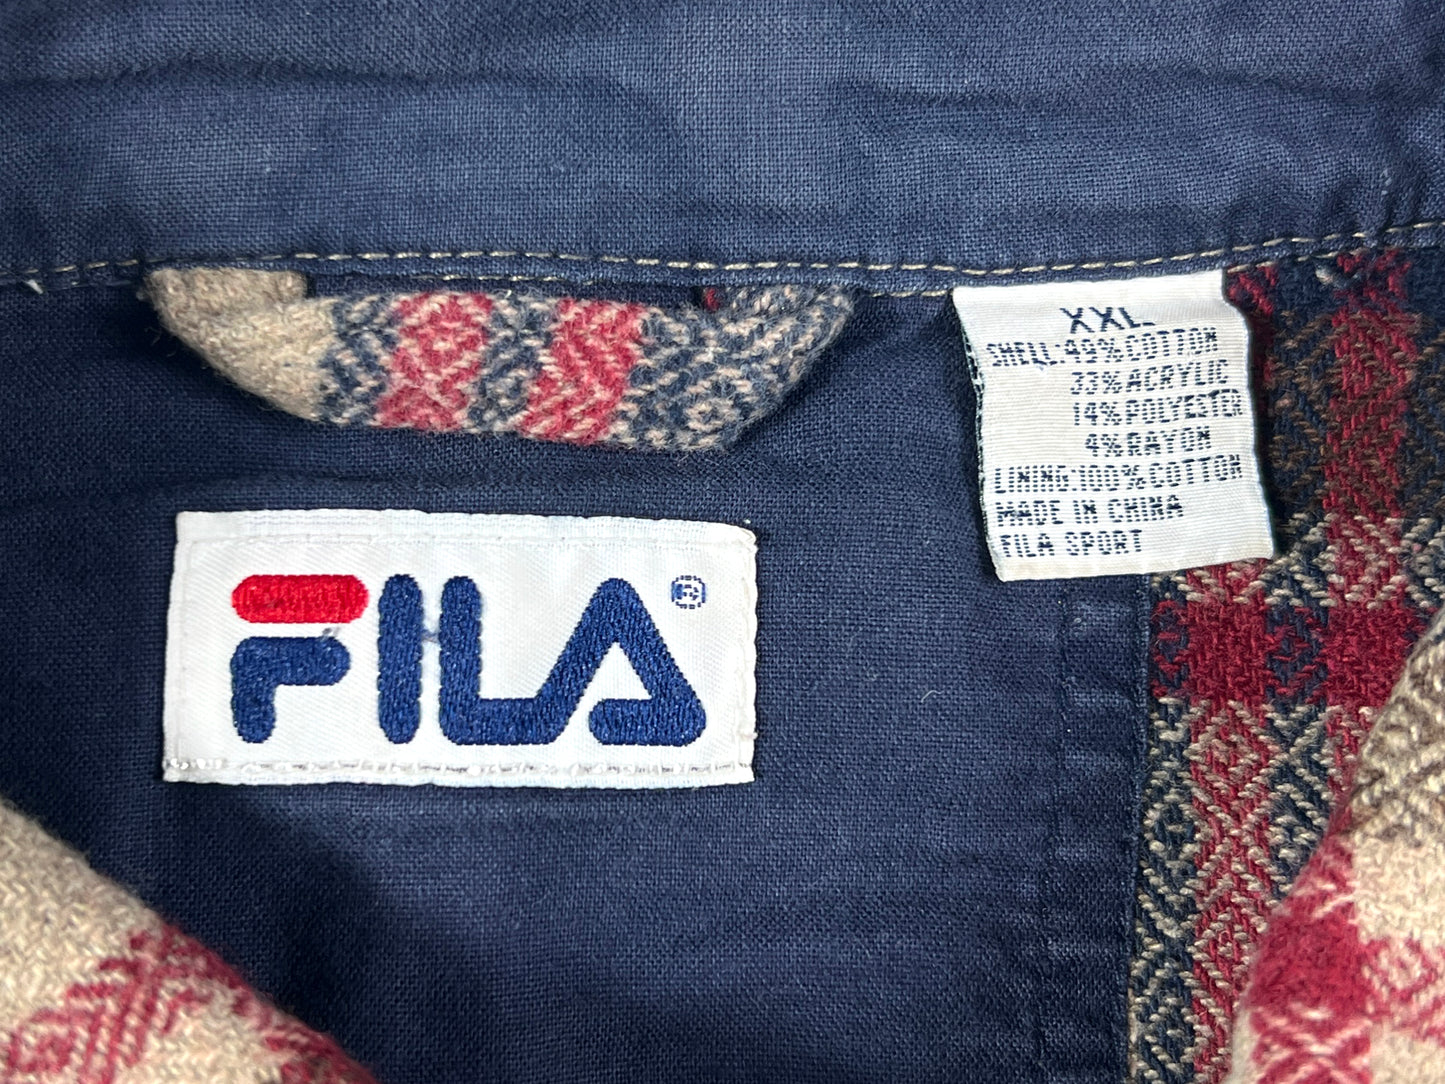 XXL
SHELL:49%COTTON
33%ACRYLIC
14%POLYESTER
4%RAYON
LINING:100%COTTON
MADE IN CHINA
FILA SPORT
FILA®